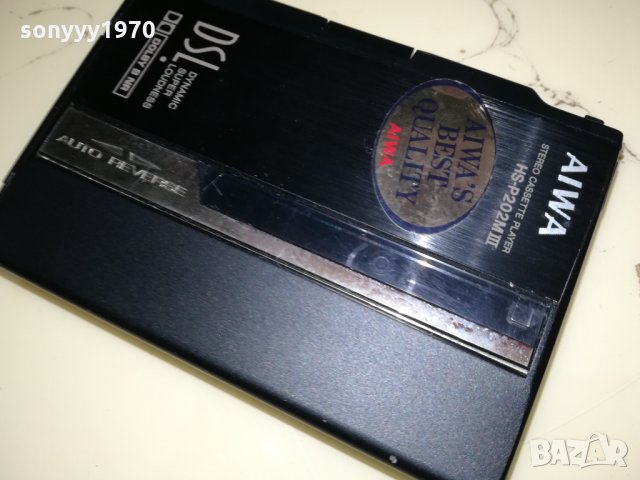 sonyyy1970)
DOLBY B NR
DSL
DYNAMIC
SUPER
LOUDNESS
AUTO REVERSE
AIWA'S
BEST
QUALITY
AIWA
AIWA
STEREO CASSETTE PLAYER
HS-P202MIII
BAZAR